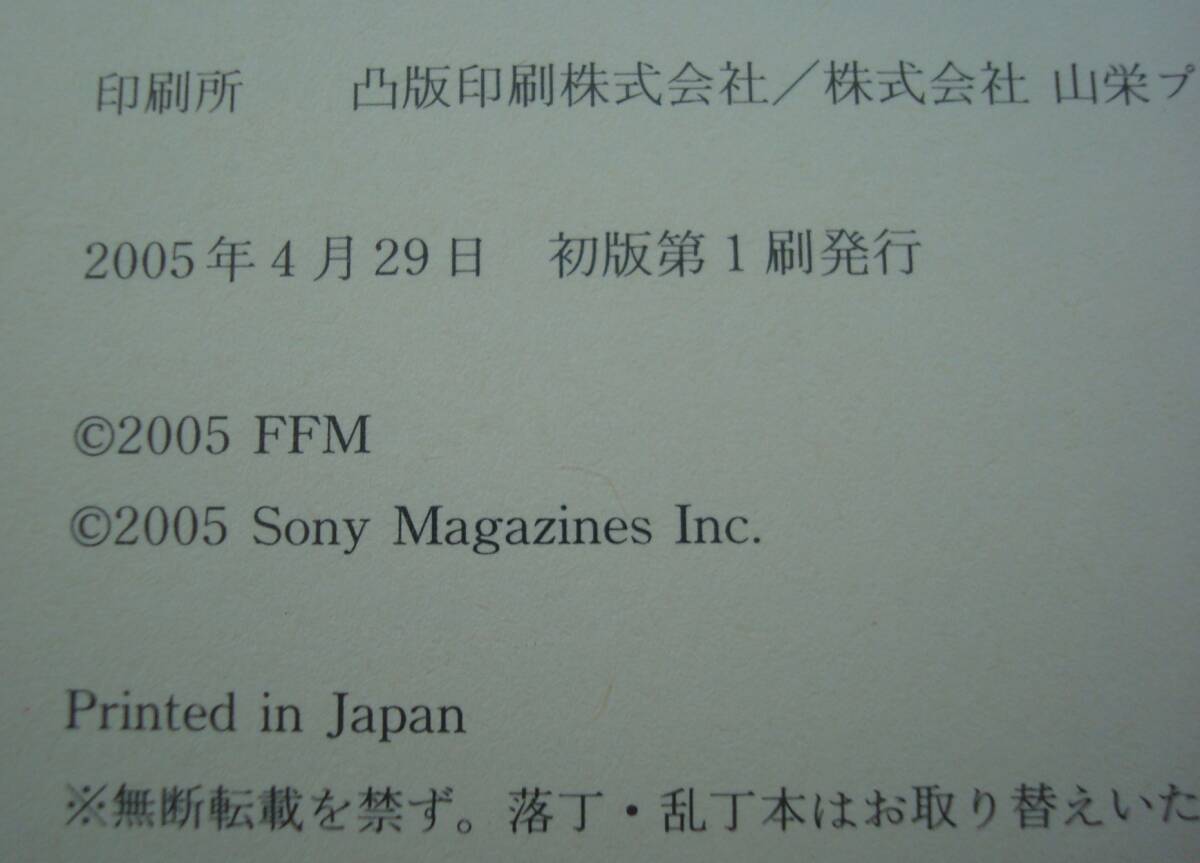 印刷所　凸版印刷株式会社／株式会社 山栄プ
2005年4月29日　初版第1刷発行
©2005 FFM
©2005 Sony Magazines Inc.
Printed in Japan
※無断転載を禁ず。落丁・乱丁本はお取り替えいた